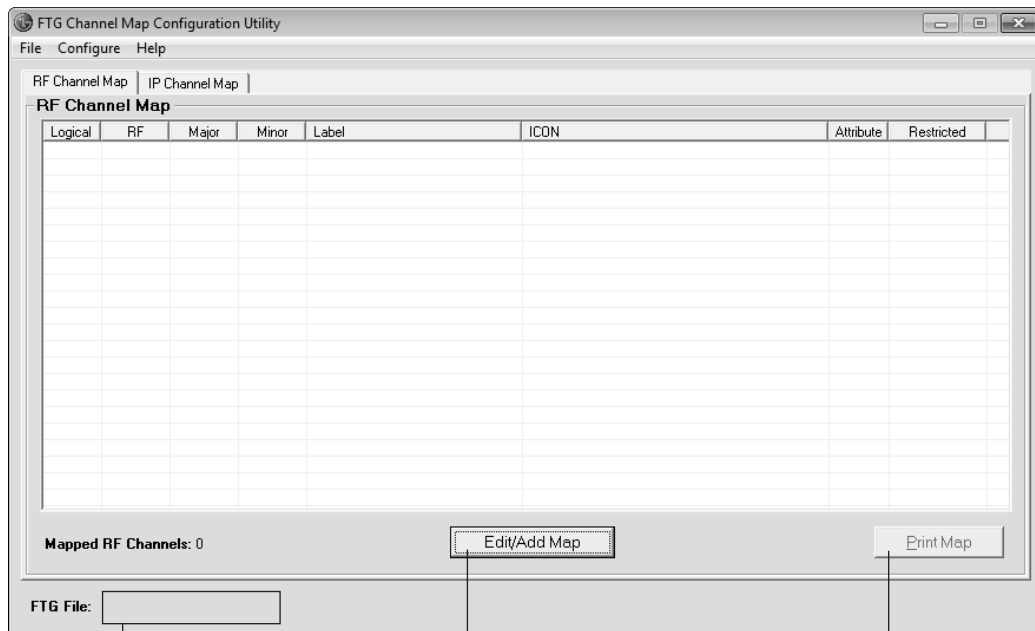 FTG Channel Map Configuration Utility
File Configure Help
RF Channel Map IP Channel Map
RF Channel Map
Logical RF Major Minor Label ICON Attribute Restricted
Mapped RF Channels: 0 Edit/Add Map Print Map
FTG File: